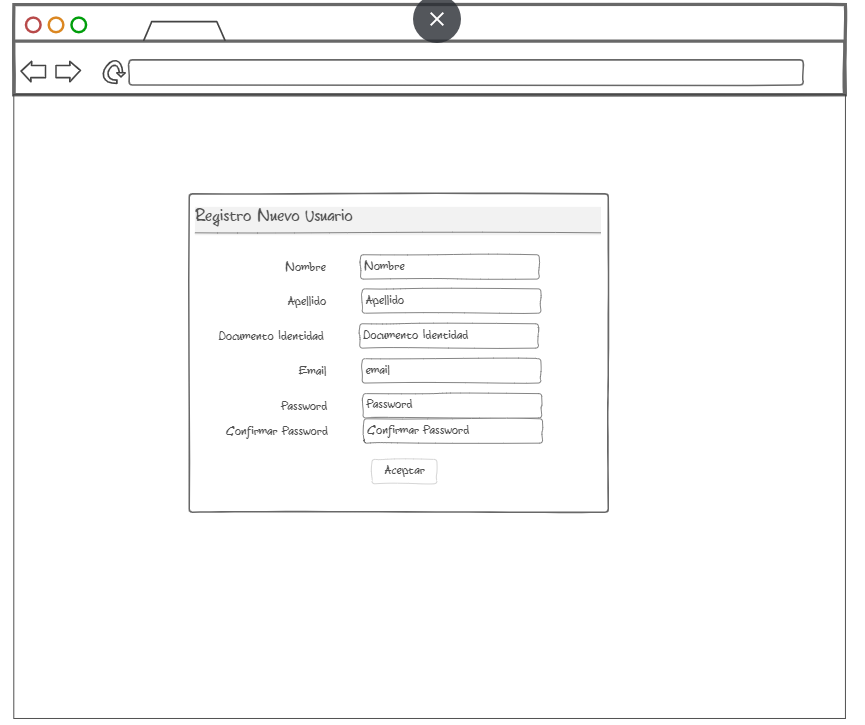 Registro Nuevo Usuario
Nombre Nombre
Apellido Apellido
Documento Identidad Documento Identidad
Email email
Password Password
Confirmar Password Confirmar Password
Aceptar